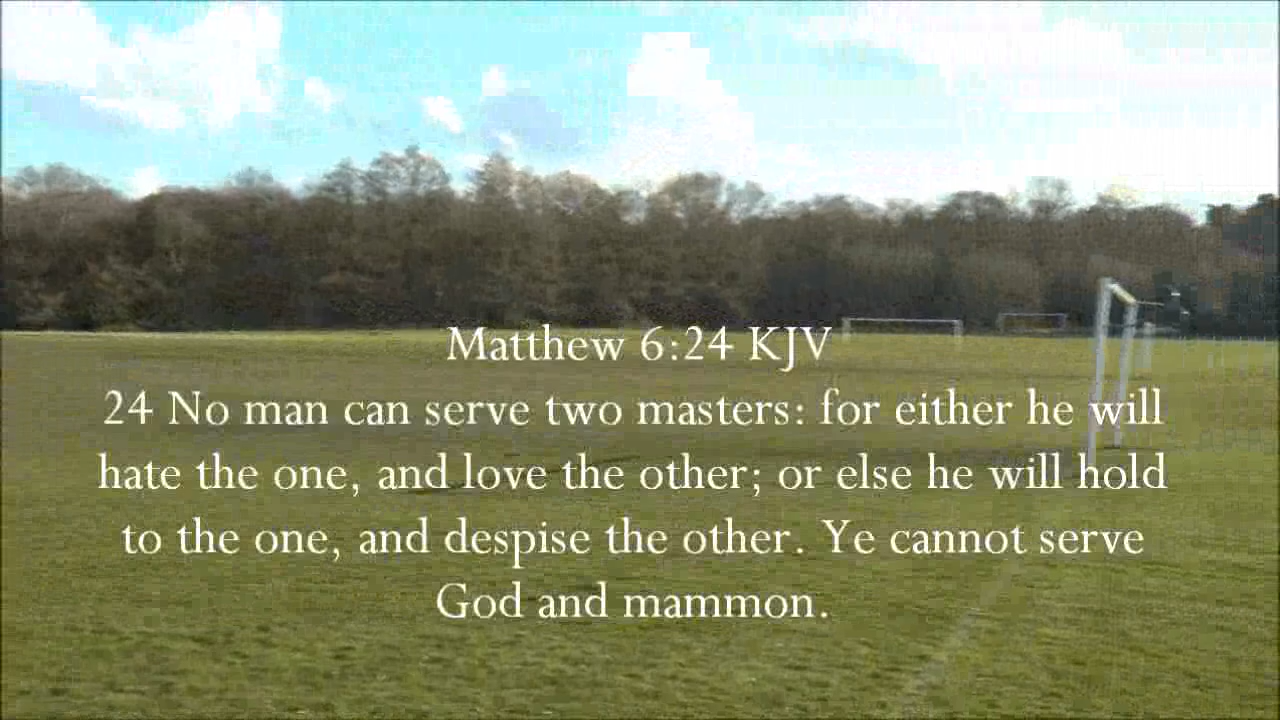 Matthew 6:24 KJV
24 No man can serve two masters: for either he will
hate the one, and love the other; or else he will hold
to the one, and despise the other. Ye cannot serve
God and mammon.